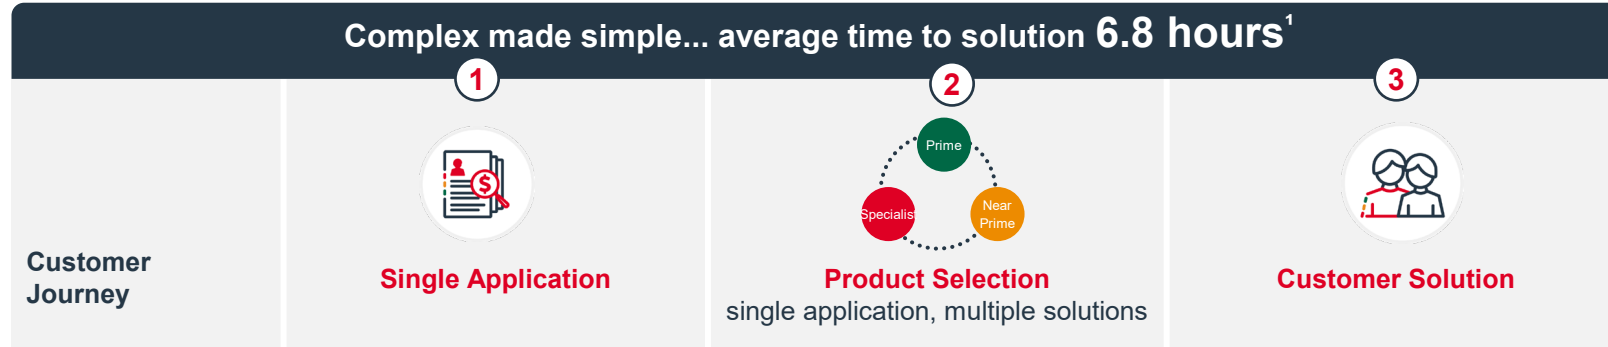 Complex made simple... average time to solution 6.8 hours¹
1
2
3
$
Prime
Specialist
Near
Prime
Customer
Journey
Single Application
Product Selection
single application, multiple solutions
Customer Solution